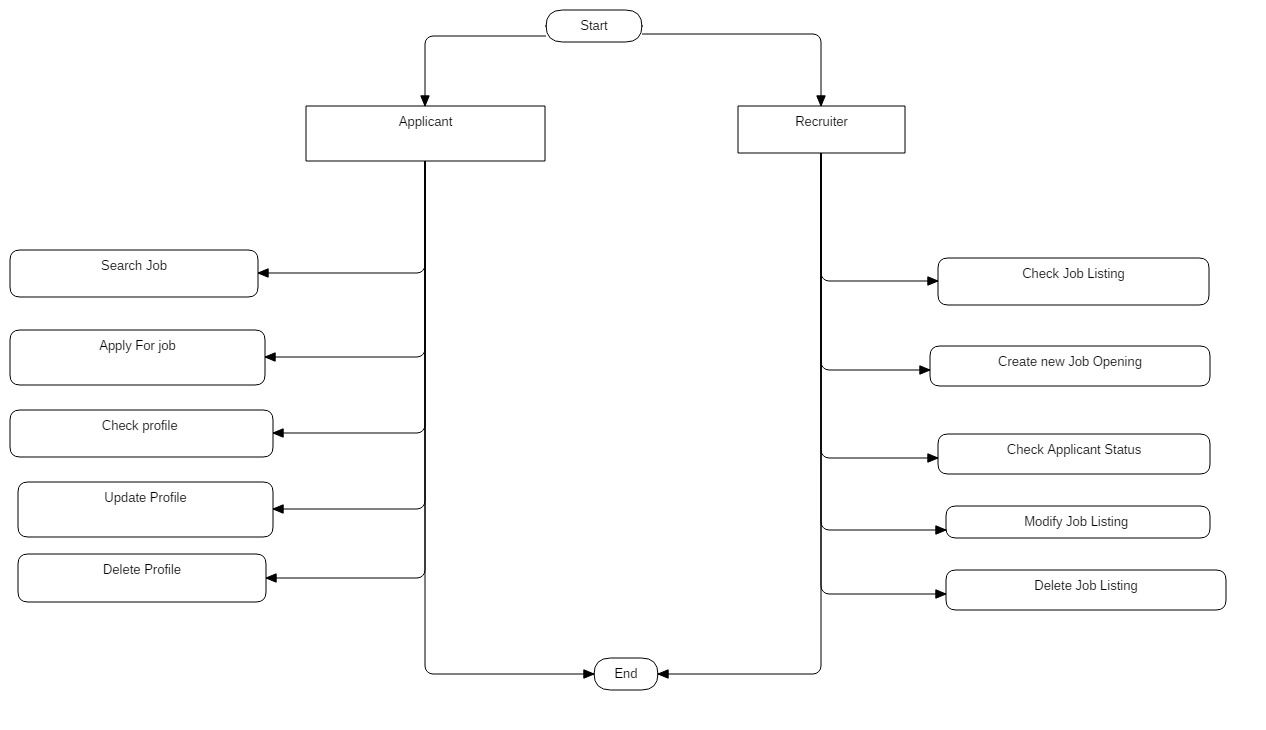 Start
Applicant
Recruiter
Search Job
Apply For job
Check profile
Update Profile
Delete Profile
Check Job Listing
Create new Job Opening
Check Applicant Status
Modify Job Listing
Delete Job Listing
End